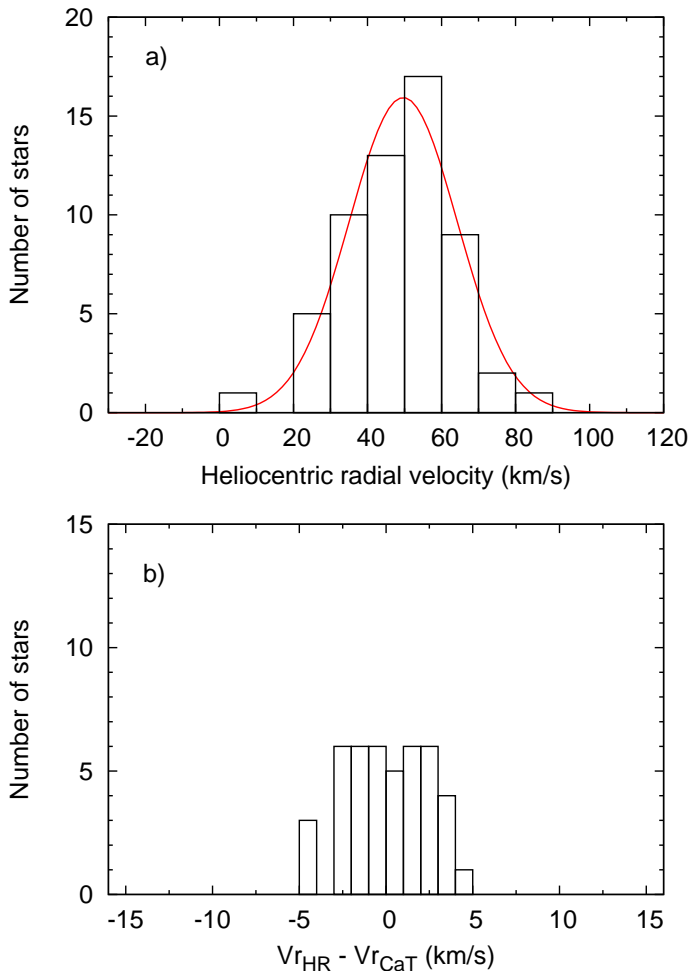 20
15
10
5
0
a)
Number of stars
-20 0 20 40 60 80 100 120
Heliocentric radial velocity (km/s)
15
10
5
0
b)
Number of stars
-15 -10 -5 0 5 10 15
Vr_HR - Vr_CaT (km/s)